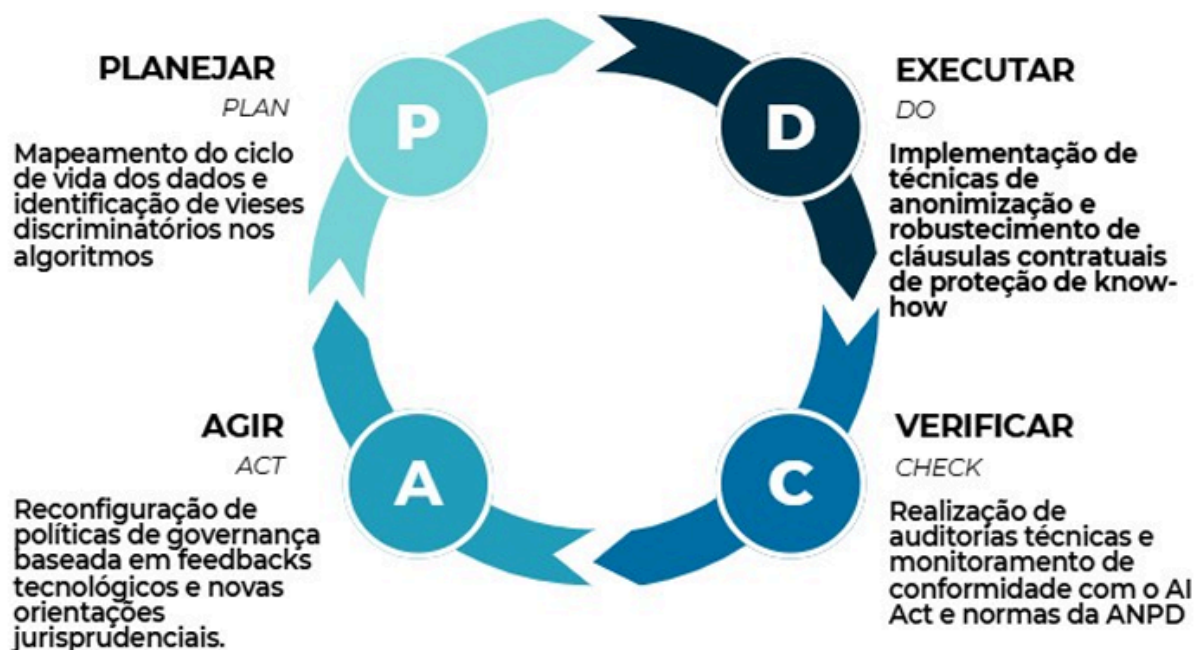 PLANEJAR
PLAN
Mapeamento do ciclo
de vida dos dados e
identificação de vieses
discriminatórios nos
algoritmos
P
D
EXECUTAR
DO
Implementação de
técnicas de
anonimização e
robustecimento de
cláusulas contratuais
de proteção de know-
how
AGIR
ACT
Reconfiguração de
políticas de governança
baseada em feedbacks
tecnológicos e novas
orientações
jurisprudenciais.
A
C
VERIFICAR
CHECK
Realização de
auditorias técnicas e
monitoramento de
conformidade com o AI
Act e normas da ANPD